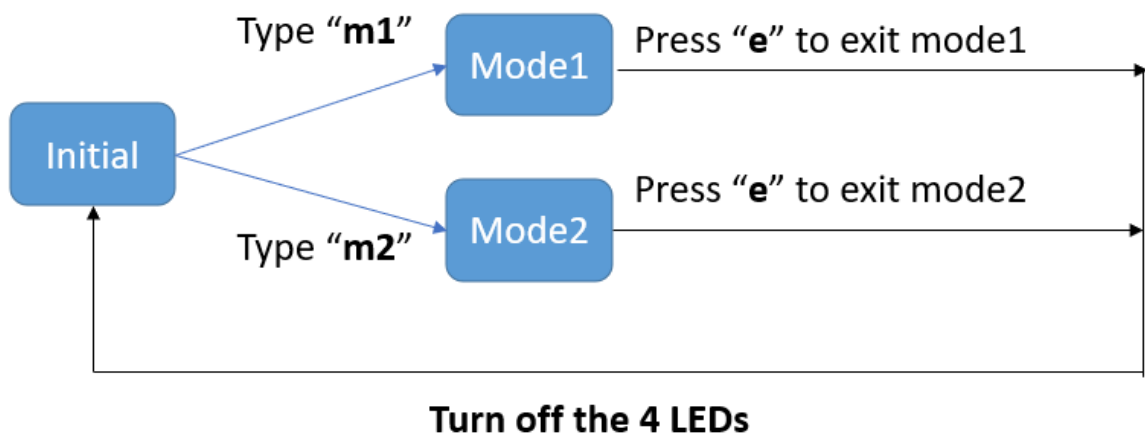 Type “m1”
Mode1
Press “e” to exit mode1
Initial
Type “m2”
Mode2
Press “e” to exit mode2
Turn off the 4 LEDs